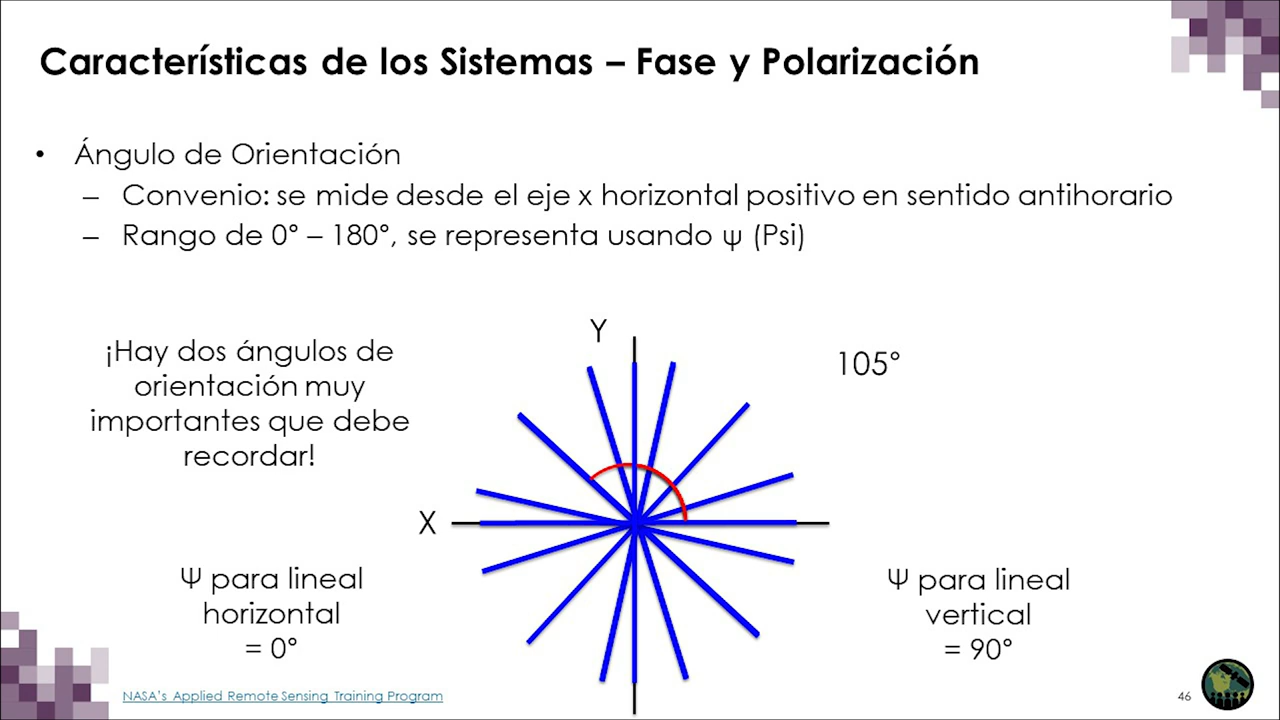 Características de los Sistemas – Fase y Polarización
• Ángulo de Orientación
– Convenio: se mide desde el eje x horizontal positivo en sentido antihorario
– Rango de 0° – 180°, se representa usando ψ (Psi)
¡Hay dos ángulos de
orientación muy
importantes que debe
recordar!
Y
105°
X
Ψ para lineal
horizontal
= 0°
Ψ para lineal
vertical
= 90°
NASA's Applied Remote Sensing Training Program
46